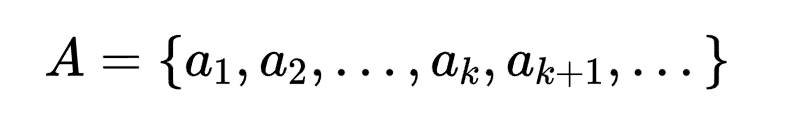 A = {a₁, a₂, . . . , aₖ, aₖ₊₁, . . . }